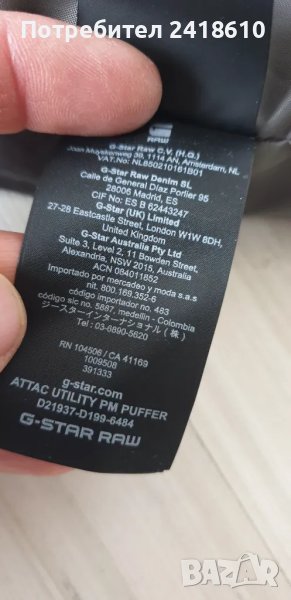 Потребител 2418610
RAW
G-Star Raw C.V. (H.Q.)
Joan Muyskenweg 39, 1114 AN, Amsterdam, NL
VAT.No: NL850210161B01
G-Star Raw Denim SL
Calle de General Díaz Porlier 95
28006 Madrid, ES
CIF No: ES B 62443247
G-Star (UK) Limited
27-28 Eastcastle Street, London W1W 8DH,
United Kingdom
G-Star Australia Pty Ltd
Suite 3, Level 2, 11 Bowden Street,
Alexandria, NSW 2015, Australia
ACN 084011852
Importado por mercadeo y moda s.a.s
nit. 800.169.352-6
código importador no. 483
código sic no. 5887, medellin - Colombia
ジースターインターナショナル (株)
Tel: 03-6890-5620
RN 104506 / CA 41169
1009508
391333
g-star.com
ATTAC UTILITY PM PUFFER
D21937-D199-6484
G-STAR RAW
BAZAR